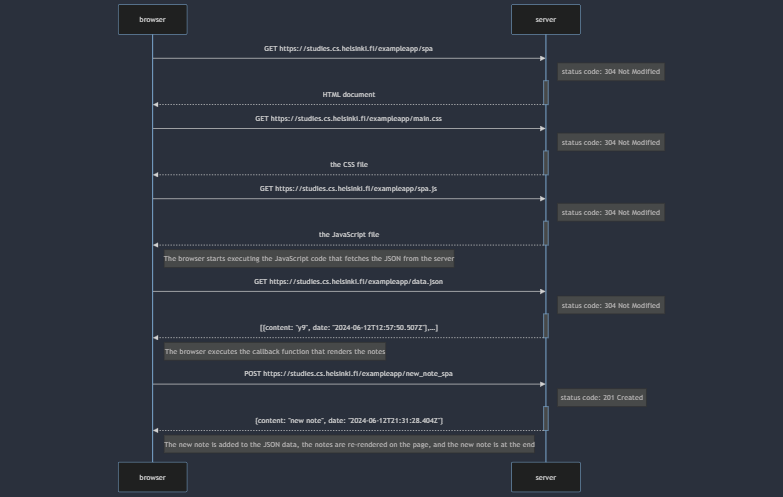 browser
server
GET https://studies.cs.helsinki.fi/exampleapp/spa
status code: 304 Not Modified
HTML document
GET https://studies.cs.helsinki.fi/exampleapp/main.css
status code: 304 Not Modified
the CSS file
GET https://studies.cs.helsinki.fi/exampleapp/spa.js
status code: 304 Not Modified
the JavaScript file
The browser starts executing the JavaScript code that fetches the JSON from the server
GET https://studies.cs.helsinki.fi/exampleapp/data.json
status code: 304 Not Modified
[{content: "y9", date: "2024-06-12T12:57:50.507Z"},...]
The browser executes the callback function that renders the notes
POST https://studies.cs.helsinki.fi/exampleapp/new_note_spa
status code: 201 Created
{content: "new note", date: "2024-06-12T21:31:28.404Z"}
The new note is added to the JSON data, the notes are re-rendered on the page, and the new note is at the end
browser
server